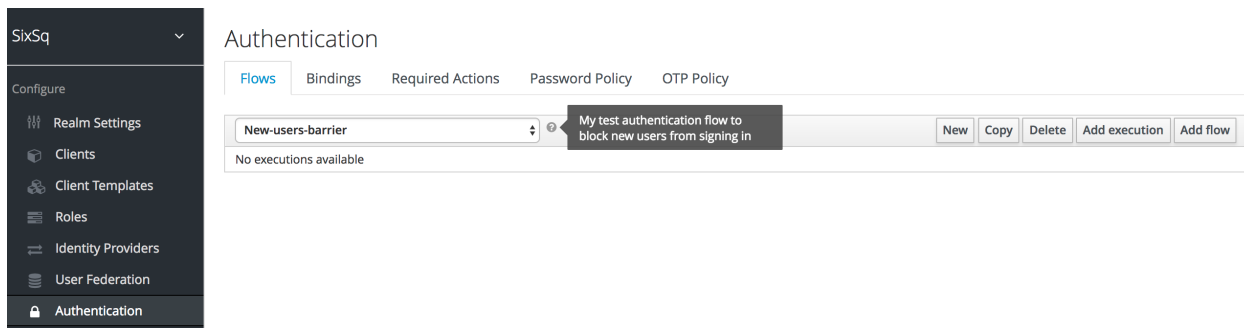 SixSq
Configure
Realm Settings
Clients
Client Templates
Roles
Identity Providers
User Federation
Authentication
Authentication
Flows Bindings Required Actions Password Policy OTP Policy
New-users-barrier
My test authentication flow to
block new users from signing in
New Copy Delete Add execution Add flow
No executions available